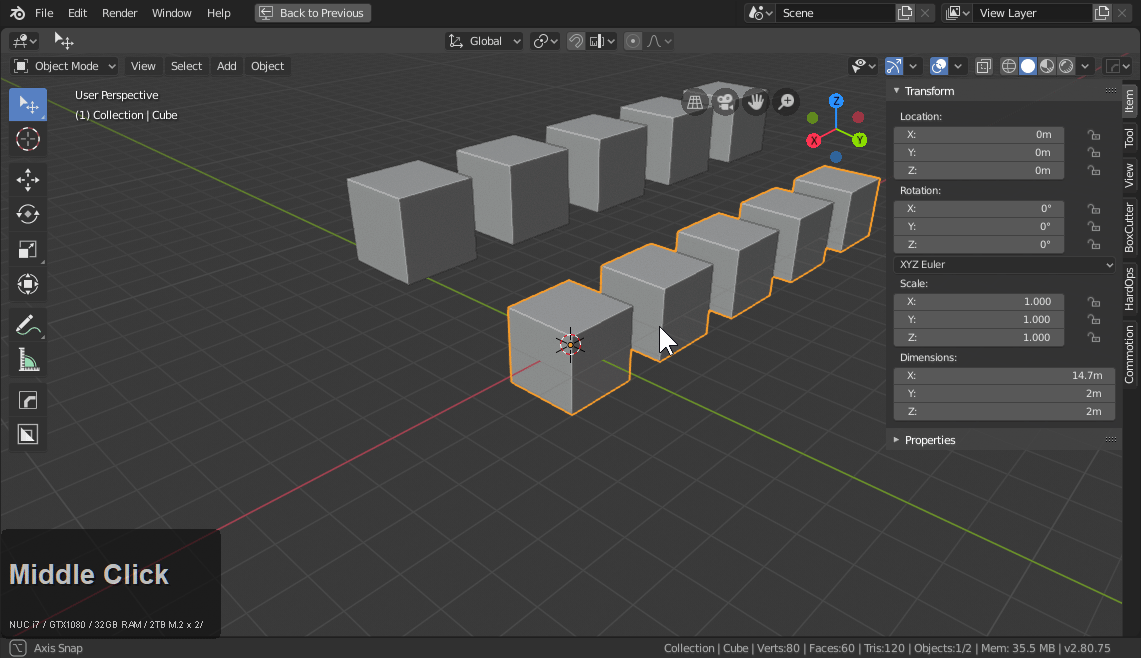 File Edit Render Window Help Back to Previous Scene View Layer
Global
Object Mode View Select Add Object
User Perspective
(1) Collection | Cube
Z
X
Y
Transform
Location:
X: 0m
Y: 0m
Z: 0m
Rotation:
X: 0°
Y: 0°
Z: 0°
XYZ Euler
Scale:
X: 1.000
Y: 1.000
Z: 1.000
Dimensions:
X: 14.7m
Y: 2m
Z: 2m
Properties
Item
Tool
View
BoxCutter
HardOps
Commotion
Middle Click
NUC i7 / GTX1080 / 32GB RAM / 2TB M.2 x 2/
Axis Snap
Collection | Cube | Verts:80 | Faces:60 | Tris:120 | Objects:1/2 | Mem: 35.5 MB | v2.80.75